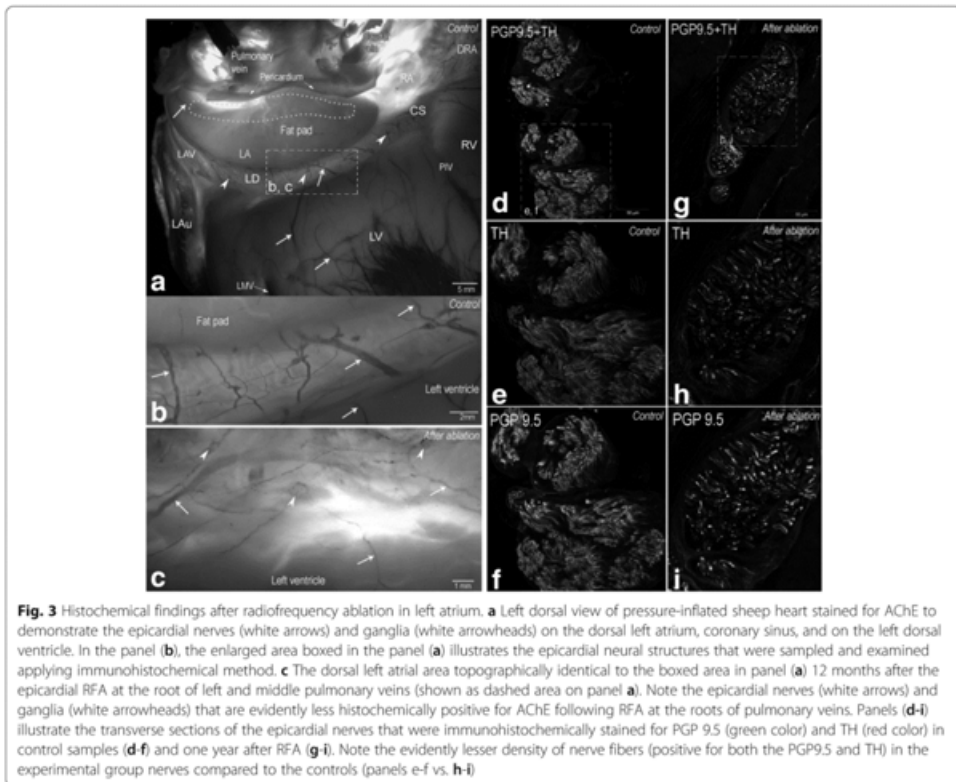 Control
DRA
Pulmonary
vein
Pericardium
RA
CS
Fat pad
RV
LAV
LA
PIV
LD
b, c
LAu
LV
LMV
a
5 mm
Control
Fat pad
Left ventricle
b
2mm
After ablation
c
Left ventricle
1 mm
PGP9.5+TH
Control
d
PGP9.5+TH
After ablation
g
TH
Control
e
TH
After ablation
h
PGP 9.5
Control
f
PGP 9.5
After ablation
i
Fig. 3 Histochemical findings after radiofrequency ablation in left atrium. a Left dorsal view of pressure-inflated sheep heart stained for AChE to
demonstrate the epicardial nerves (white arrows) and ganglia (white arrowheads) on the dorsal left atrium, coronary sinus, and on the left dorsal
ventricle. In the panel (b), the enlarged area boxed in the panel (a) illustrates the epicardial neural structures that were sampled and examined
applying immunohistochemical method. c The dorsal left atrial area topographically identical to the boxed area in panel (a) 12 months after the
epicardial RFA at the root of left and middle pulmonary veins (shown as dashed area on panel a). Note the epicardial nerves (white arrows) and
ganglia (white arrowheads) that are evidently less histochemically positive for AChE following RFA at the roots of pulmonary veins. Panels (d-i)
illustrate the transverse sections of the epicardial nerves that were immunohistochemically stained for PGP 9.5 (green color) and TH (red color) in
control samples (d-f) and one year after RFA (g-i). Note the evidently lesser density of nerve fibers (positive for both the PGP9.5 and TH) in the
experimental group nerves compared to the controls (panels e-f vs. h-i)